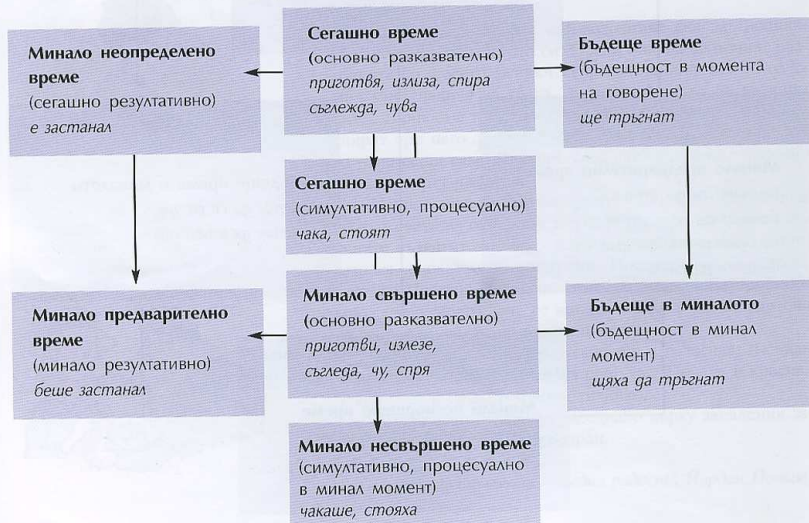 Минало неопределено
време
(сегашно резултативно)
е застанал
Сегашно време
(основно разказвателно)
приготвя, излиза, спира
съглежда, чува
Бъдеще време
(бъдещност в момента
на говорене)
ще тръгнат
Сегашно време
(симултативно, процесуално)
чака, стоят
Минало предварително
време
(минало резултативно)
беше застанал
Минало свършено време
(основно разказвателно)
приготви, излезе,
съгледа, чу, спря
Бъдеще в миналото
(бъдещност в минал
момент)
щяха да тръгнат
Минало несвършено време
(симултативно, процесуално
в минал момент)
чакаше, стояха